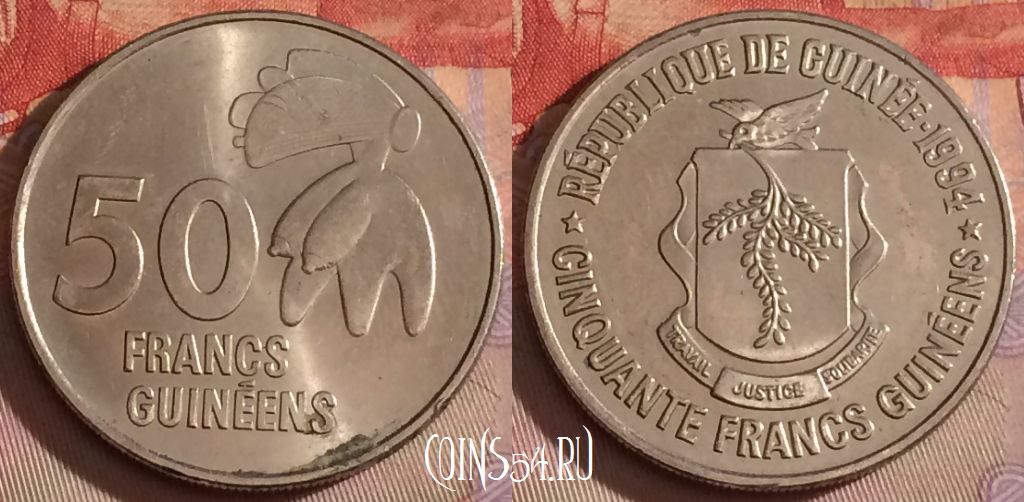 50
FRANCS
GUINÉENS
RÉPUBLIQUE DE GUINÉE·1994
TRAVAIL JUSTICE SOLIDARITÉ
★ CINQUANTE FRANCS GUINÉENS ★
COINS54.RU